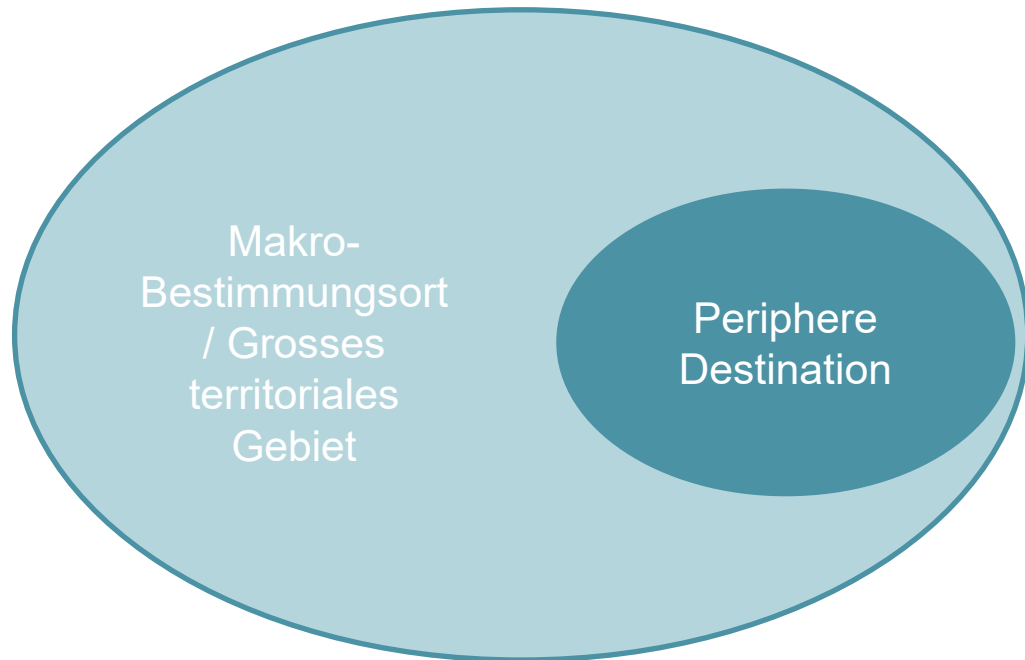 Makro-
Bestimmungsort
/ Grosses
territoriales
Gebiet
Periphere
Destination